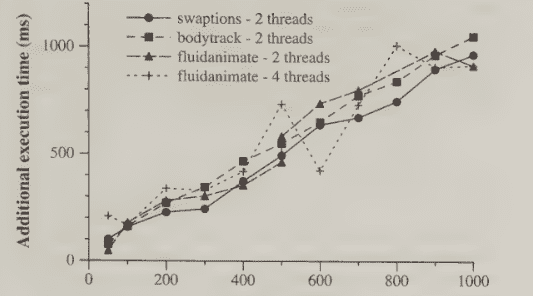 swaptions - 2 threads
bodytrack - 2 threads
fluidanimate - 2 threads
fluidanimate - 4 threads
Additional execution time (ms)
1000
500
0
0 200 400 600 800 1000